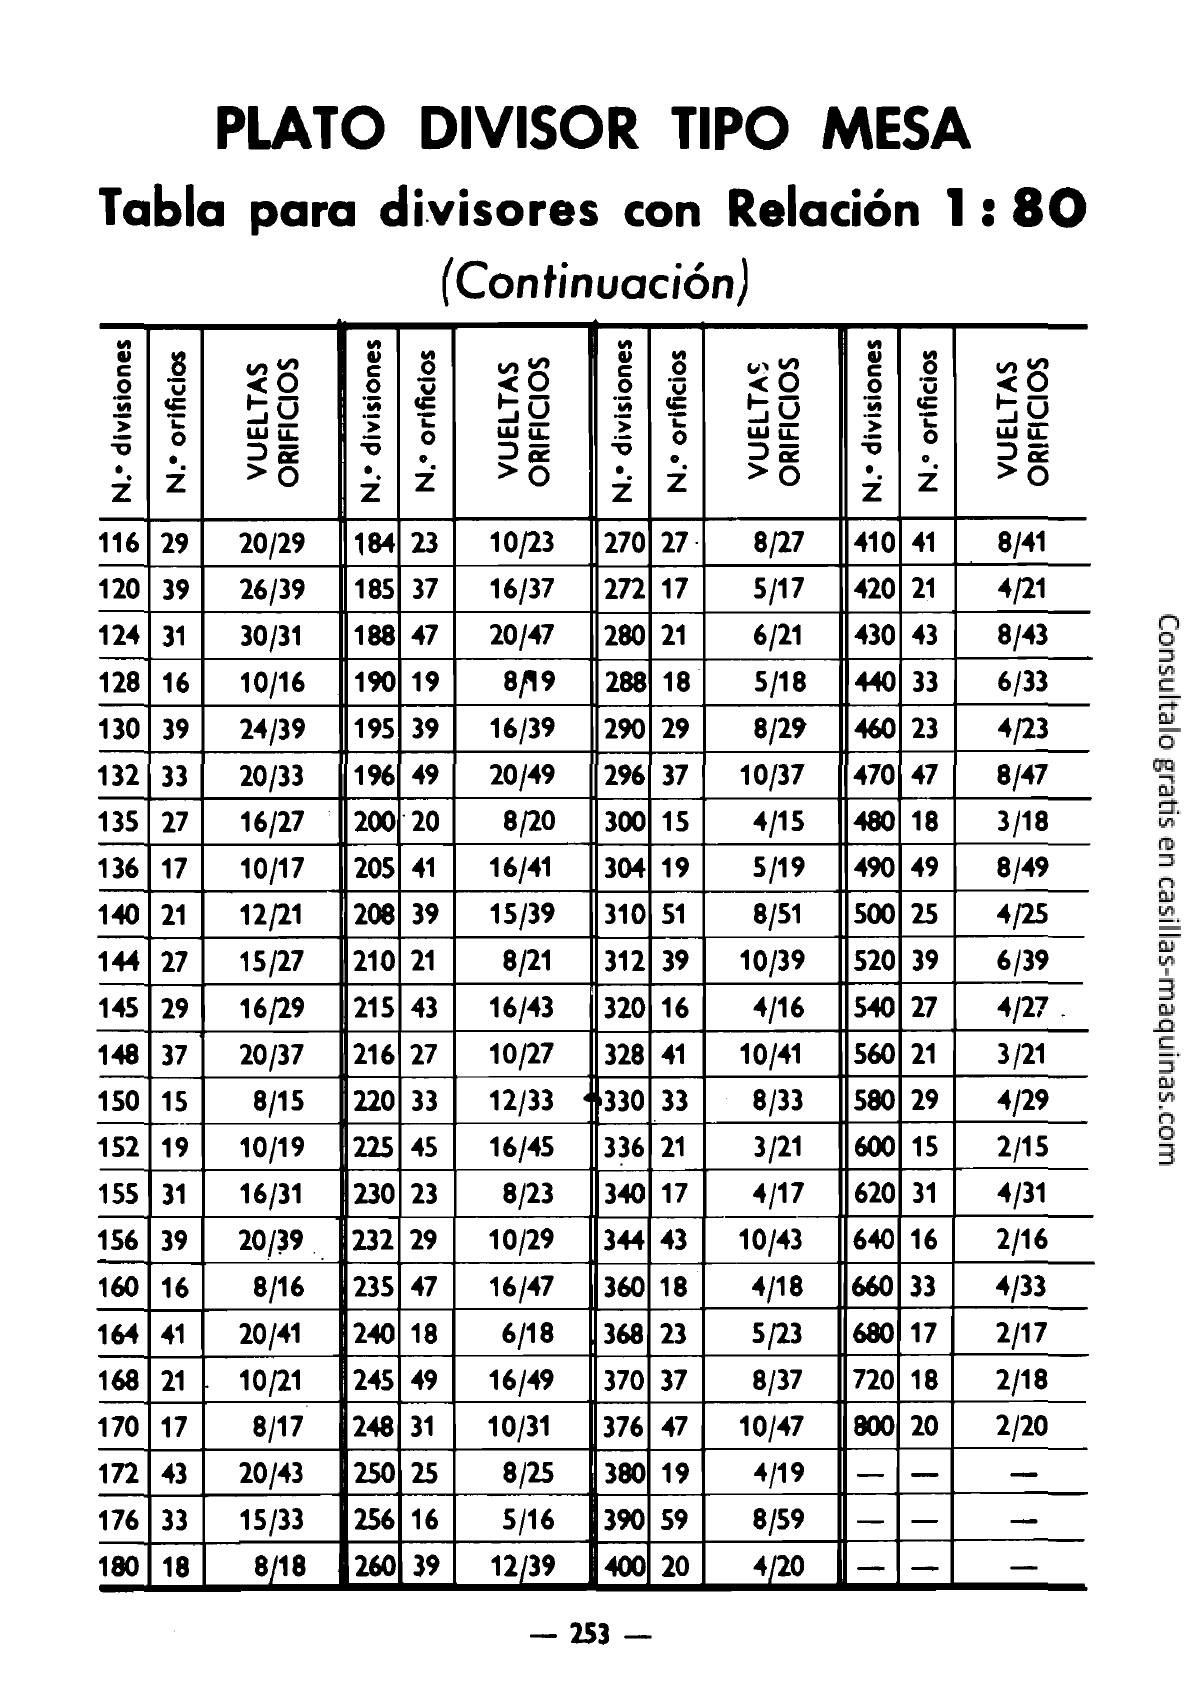 PLATO DIVISOR TIPO MESA
Tabla para divisores con Relación 1 : 80
(Continuación)
N.º divisiones N.º orificios VUELTAS ORIFICIOS N.º divisiones N.º orificios VUELTAS ORIFICIOS N.º divisiones N.º orificios VUELTAS ORIFICIOS N.º divisiones N.º orificios VUELTAS ORIFICIOS
116 29 20/29 184 23 10/23 270 27 8/27 410 41 8/41
120 39 26/39 185 37 16/37 272 17 5/17 420 21 4/21
124 31 30/31 188 47 20/47 280 21 6/21 430 43 8/43
128 16 10/16 190 19 8/19 288 18 5/18 440 33 6/33
130 39 24/39 195 39 16/39 290 29 8/29 460 23 4/23
132 33 20/33 196 49 20/49 296 37 10/37 470 47 8/47
135 27 16/27 200 20 8/20 300 15 4/15 480 18 3/18
136 17 10/17 205 41 16/41 304 19 5/19 490 49 8/49
140 21 12/21 208 39 15/39 310 51 8/51 500 25 4/25
144 27 15/27 210 21 8/21 312 39 10/39 520 39 6/39
145 29 16/29 215 43 16/43 320 16 4/16 540 27 4/27
148 37 20/37 216 27 10/27 328 41 10/41 560 21 3/21
150 15 8/15 220 33 12/33 330 33 8/33 580 29 4/29
152 19 10/19 225 45 16/45 336 21 3/21 600 15 2/15
155 31 16/31 230 23 8/23 340 17 4/17 620 31 4/31
156 39 20/39 232 29 10/29 344 43 10/43 640 16 2/16
160 16 8/16 235 47 16/47 360 18 4/18 660 33 4/33
164 41 20/41 240 18 6/18 368 23 5/23 680 17 2/17
168 21 10/21 245 49 16/49 370 37 8/37 720 18 2/18
170 17 8/17 248 31 10/31 376 47 10/47 800 20 2/20
172 43 20/43 250 25 8/25 380 19 4/19 — — —
176 33 15/33 256 16 5/16 390 59 8/59 — — —
180 18 8/18 260 39 12/39 400 20 4/20 — — —
— 253 —
Consultalo gratis en casillas-maquinas.com